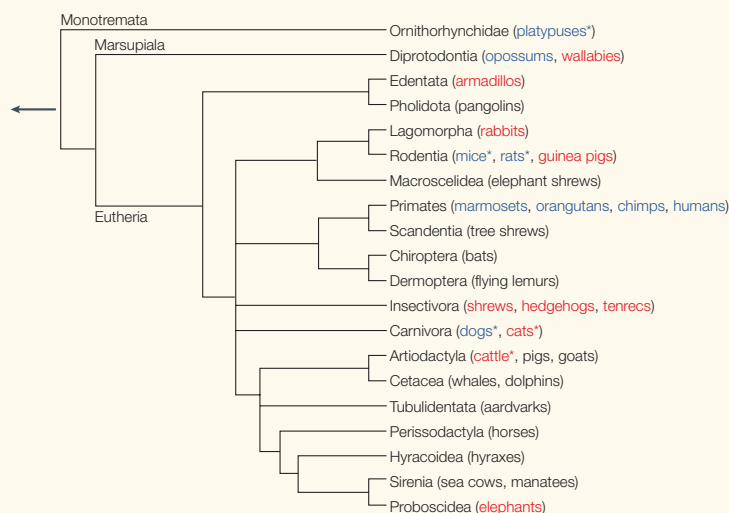 Monotremata
Ornithorhynchidae (platypuses*)
Marsupiala
Diprotodontia (opossums, wallabies)
Edentata (armadillos)
Pholidota (pangolins)
Lagomorpha (rabbits)
Rodentia (mice*, rats*, guinea pigs)
Macroscelidea (elephant shrews)
Eutheria
Primates (marmosets, orangutans, chimps, humans)
Scandentia (tree shrews)
Chiroptera (bats)
Dermoptera (flying lemurs)
Insectivora (shrews, hedgehogs, tenrecs)
Carnivora (dogs*, cats*)
Artiodactyla (cattle*, pigs, goats)
Cetacea (whales, dolphins)
Tubulidentata (aardvarks)
Perissodactyla (horses)
Hyracoidea (hyraxes)
Sirenia (sea cows, manatees)
Proboscidea (elephants)